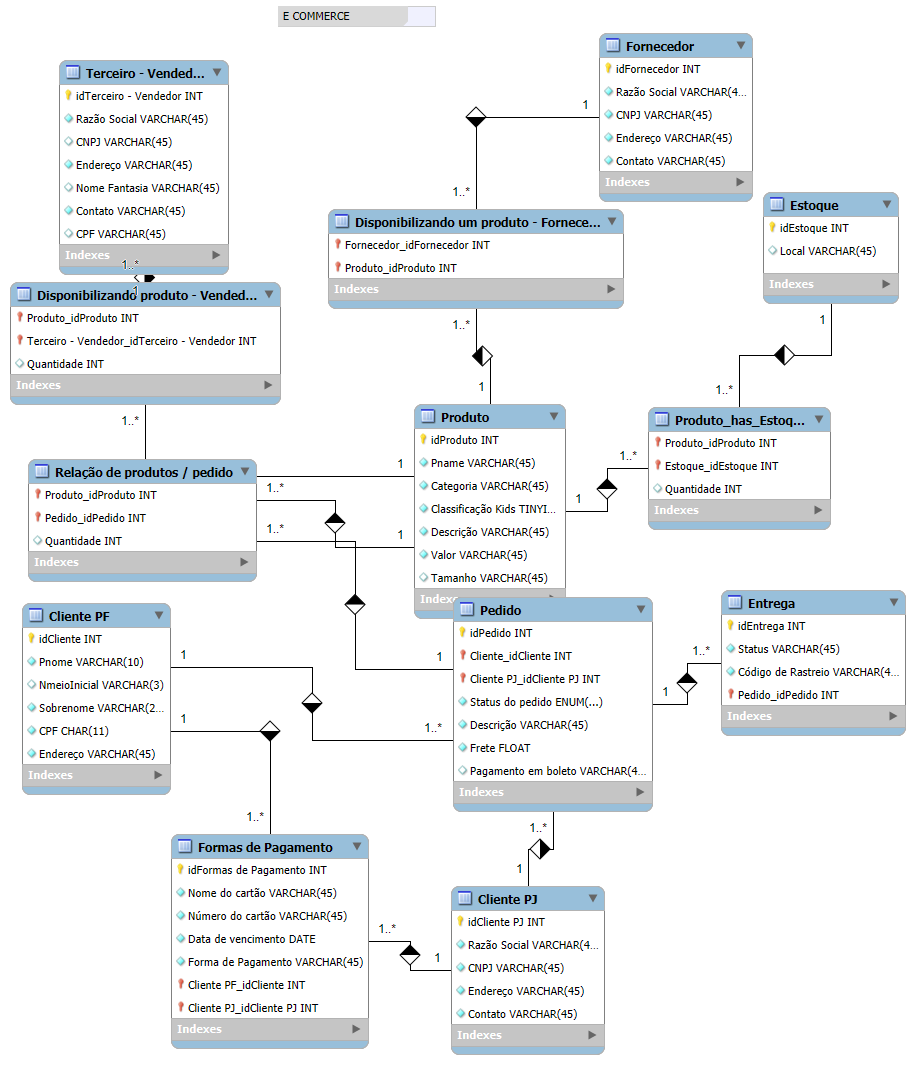 E COMMERCE
Terceiro - Vended...
idTerceiro - Vendedor INT
Razão Social VARCHAR(45)
CNPJ VARCHAR(45)
Endereço VARCHAR(45)
Nome Fantasia VARCHAR(45)
Contato VARCHAR(45)
CPF VARCHAR(45)
Indexes
1..*
1
Disponibilizando produto - Vended...
Produto_idProduto INT
Terceiro - Vendedor_idTerceiro - Vendedor INT
Quantidade INT
Indexes
1..*
Fornecedor
idFornecedor INT
Razão Social VARCHAR(4...
CNPJ VARCHAR(45)
Endereço VARCHAR(45)
Contato VARCHAR(45)
Indexes
1
1..*
Disponibilizando um produto - Fornece...
Fornecedor_idFornecedor INT
Produto_idProduto INT
Indexes
1..*
1
Estoque
idEstoque INT
Local VARCHAR(45)
Indexes
1
1..*
Produto_has_Estoq...
Produto_idProduto INT
Estoque_idEstoque INT
Quantidade INT
Indexes
1..*
1
Produto
idProduto INT
Pname VARCHAR(45)
Categoria VARCHAR(45)
Classificação Kids TINYI...
Descrição VARCHAR(45)
Valor VARCHAR(45)
Tamanho VARCHAR(45)
Indexes
Relação de produtos / pedido
Produto_idProduto INT
Pedido_idPedido INT
Quantidade INT
Indexes
1
1..*
1
1..*
1
Cliente PF
idCliente INT
Pnome VARCHAR(10)
NmeioInicial VARCHAR(3)
Sobrenome VARCHAR(2...
CPF CHAR(11)
Endereço VARCHAR(45)
Indexes
1
1..*
1
1..*
Pedido
idPedido INT
Cliente_idCliente INT
Cliente PJ_idCliente PJ INT
Status do pedido ENUM(...)
Descrição VARCHAR(45)
Frete FLOAT
Pagamento em boleto VARCHAR(4...
Indexes
1
1..*
Entrega
idEntrega INT
Status VARCHAR(45)
Código de Rastreio VARCHAR(4...
Pedido_idPedido INT
Indexes
1..*
1
Formas de Pagamento
idFormas de Pagamento INT
Nome do cartão VARCHAR(45)
Número do cartão VARCHAR(45)
Data de vencimento DATE
Forma de Pagamento VARCHAR(45)
Cliente PF_idCliente INT
Cliente PJ_idCliente PJ INT
Indexes
1..*
1
Cliente PJ
idCliente PJ INT
Razão Social VARCHAR(4...
CNPJ VARCHAR(45)
Endereço VARCHAR(45)
Contato VARCHAR(45)
Indexes